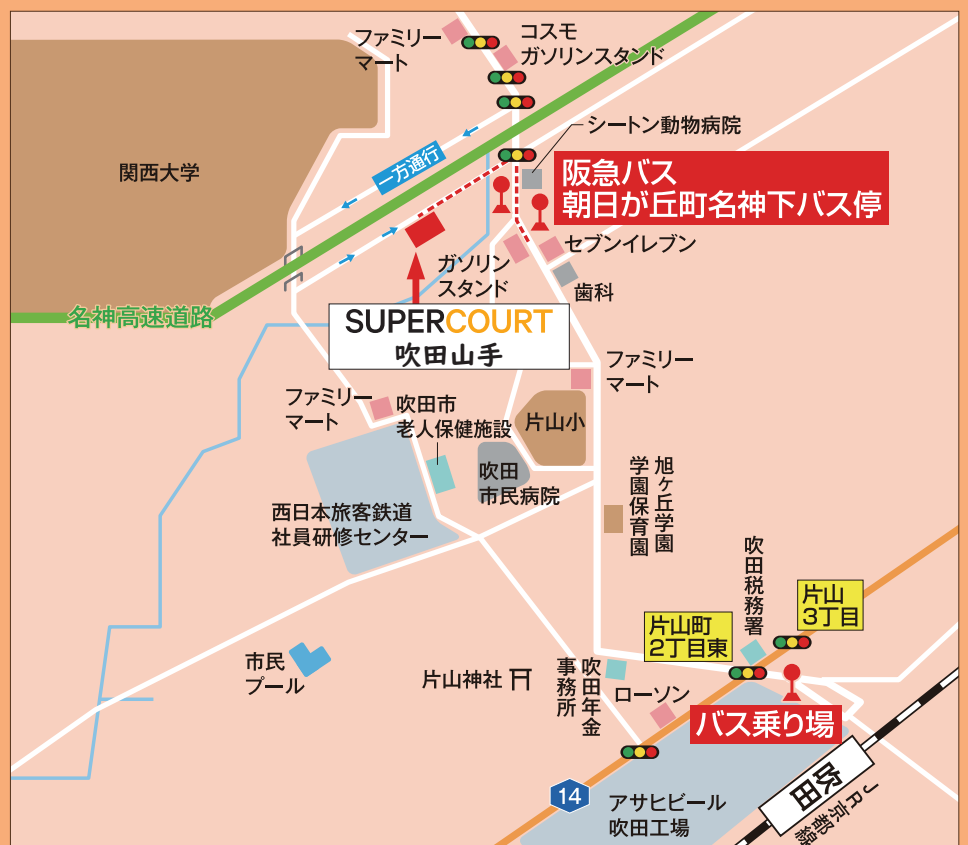 ファミリー
マート
コスモ
ガソリンスタンド
シートン動物病院
関西大学
一方通行
阪急バス
朝日が丘町名神下バス停
セブンイレブン
ガソリン
スタンド
歯科
名神高速道路
SUPERCOURT
吹田山手
ファミリー
マート
ファミリー
マート
吹田市
老人保健施設
片山小
吹田
市民病院
旭ヶ丘学園
学園保育園
西日本旅客鉄道
社員研修センター
吹田税務署
片山
3丁目
片山町
2丁目東
市民
プール
片山神社
吹田年金
事務所
ローソン
バス乗り場
14
アサヒビール
吹田工場
吹田
JR京都線